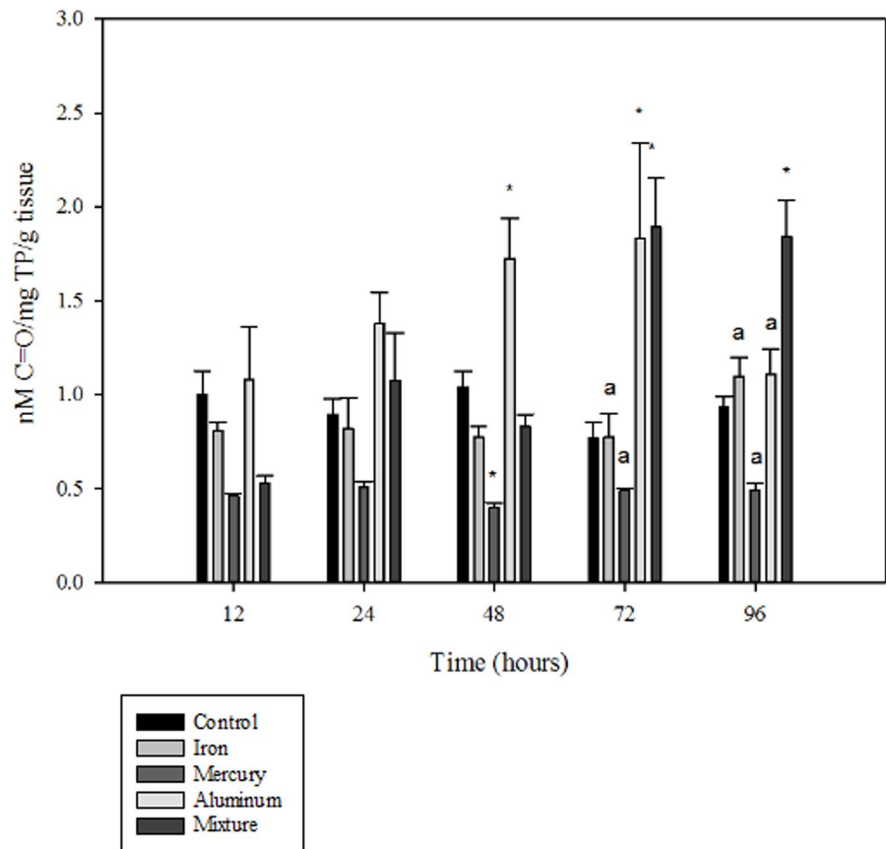 nM C=O/mg TP/g tissue
3.0
2.5
2.0
1.5
1.0
0.5
0.0
*
*
a
a
*
*
a
a
a
*
12 24 48 72 96
Time (hours)
Control
Iron
Mercury
Aluminum
Mixture